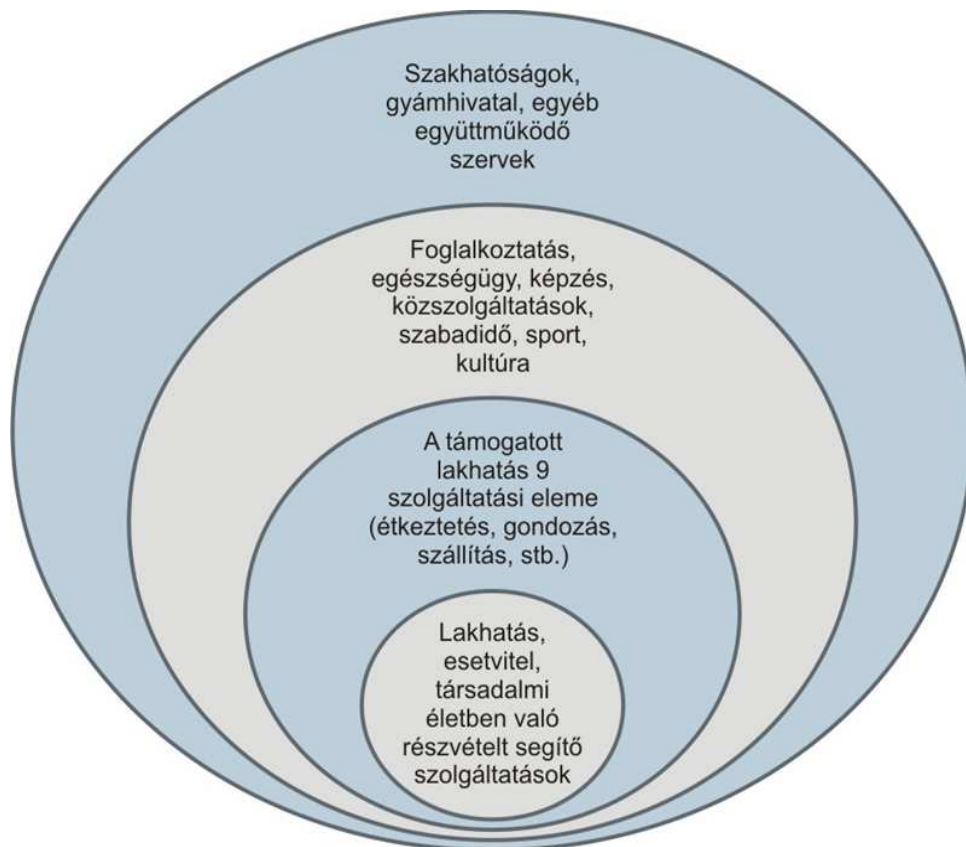 Szakhatóságok,
gyámhivatal, egyéb
együttműködő
szervek
Foglalkoztatás,
egészségügy, képzés,
közszolgáltatások,
szabadidő, sport,
kultúra
A támogatott
lakhatás 9
szolgáltatási eleme
(étkeztetés, gondozás,
szállítás, stb.)
Lakhatás,
esetvitel,
társadalmi
életben való
részvételt segítő
szolgáltatások